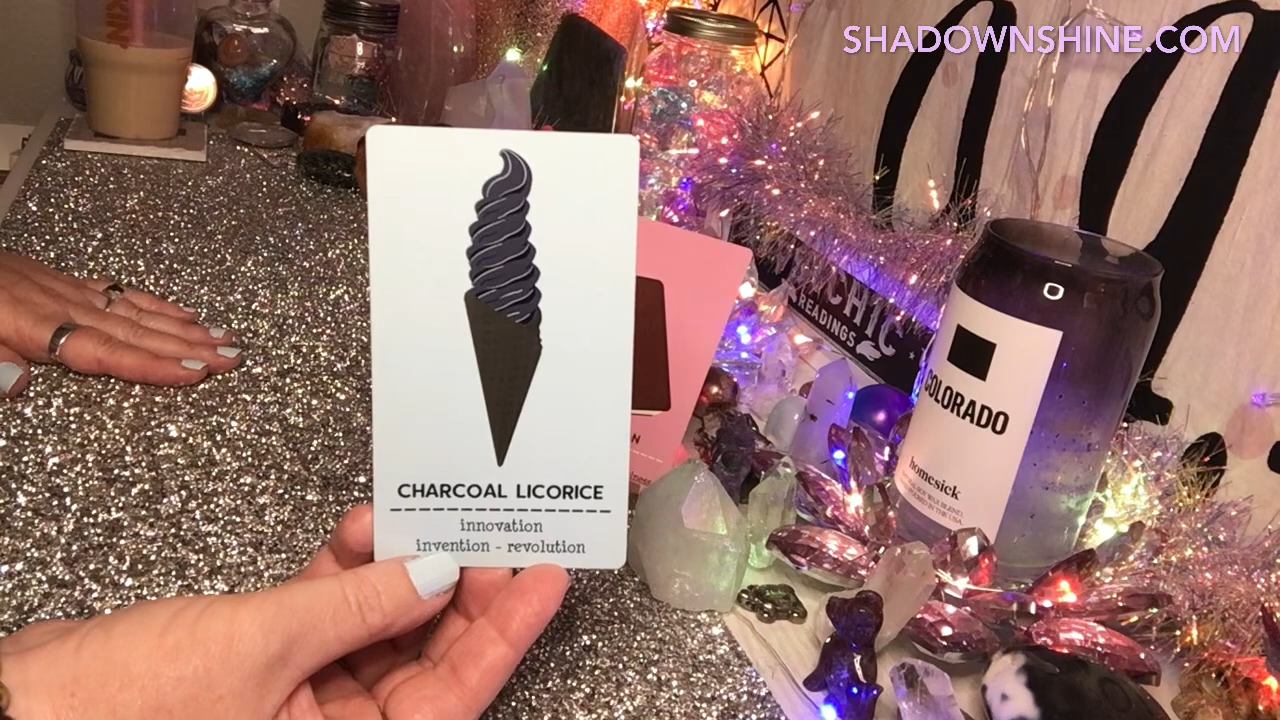 SHADOWNSHINE.COM
CHARCOAL LICORICE
innovation
invention - revolution
READINGS
COLORADO
homesick